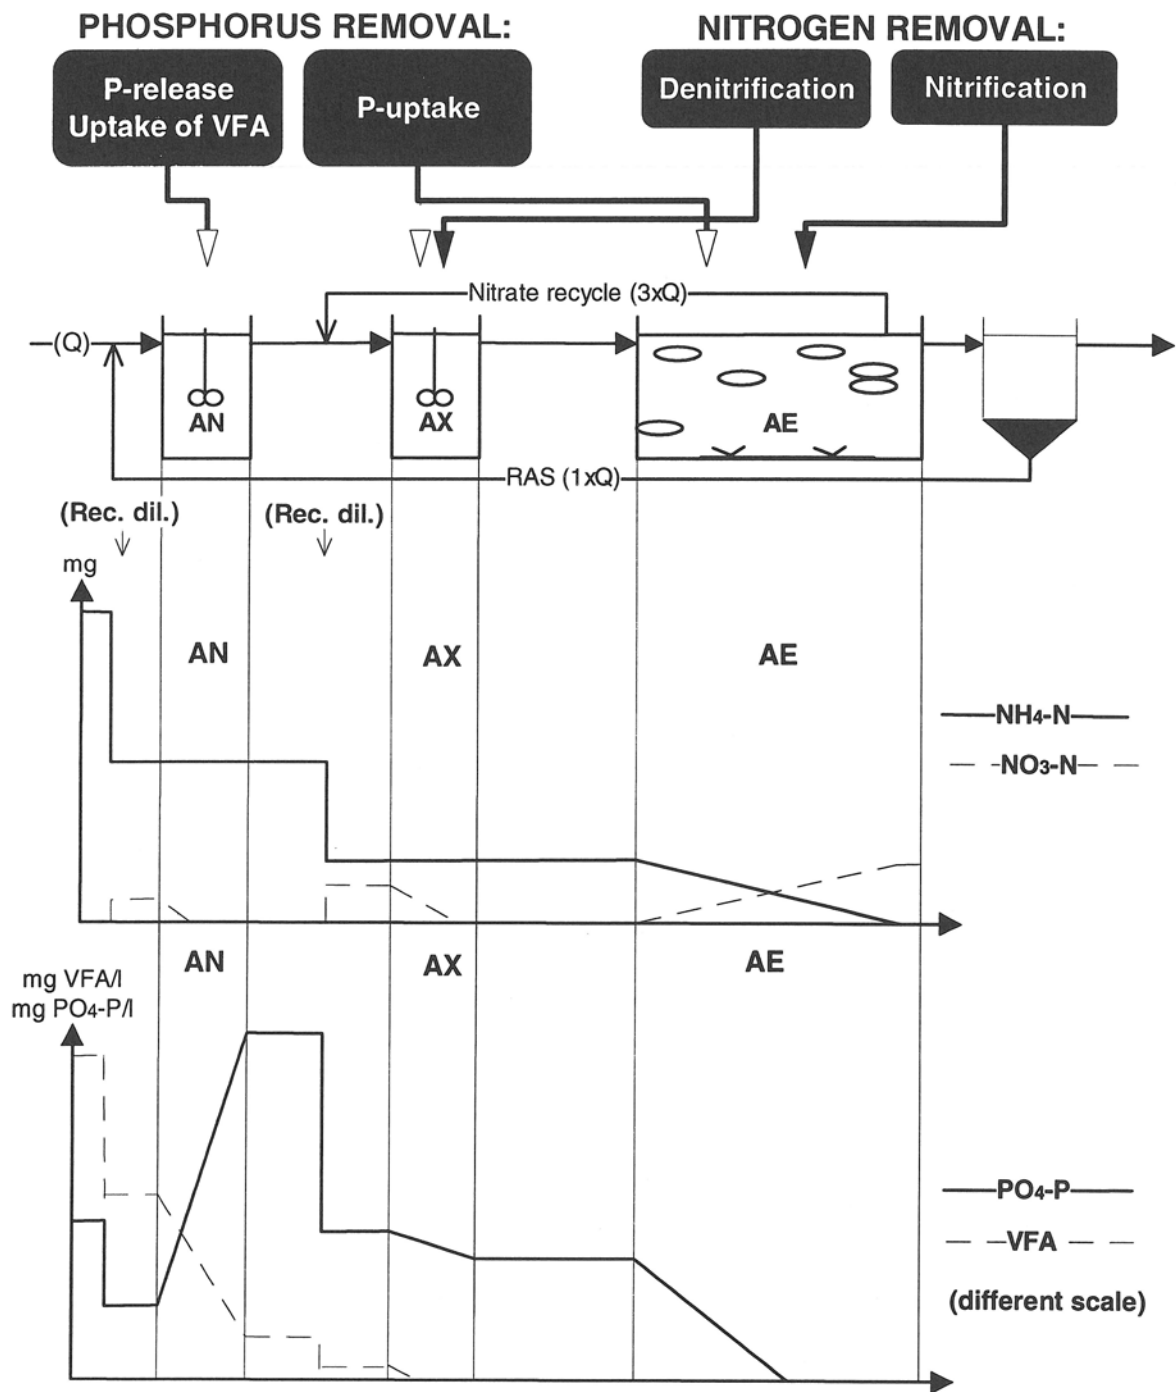 PHOSPHORUS REMOVAL:
NITROGEN REMOVAL:
P-release
Uptake of VFA
P-uptake
Denitrification
Nitrification
Nitrate recycle (3xQ)
(Q)
AN
AX
AE
RAS (1xQ)
(Rec. dil.)
(Rec. dil.)
mg
AN
AX
AE
NH4-N
NO3-N
AN
AX
AE
mg VFA/l
mg PO4-P/l
PO4-P
VFA
(different scale)